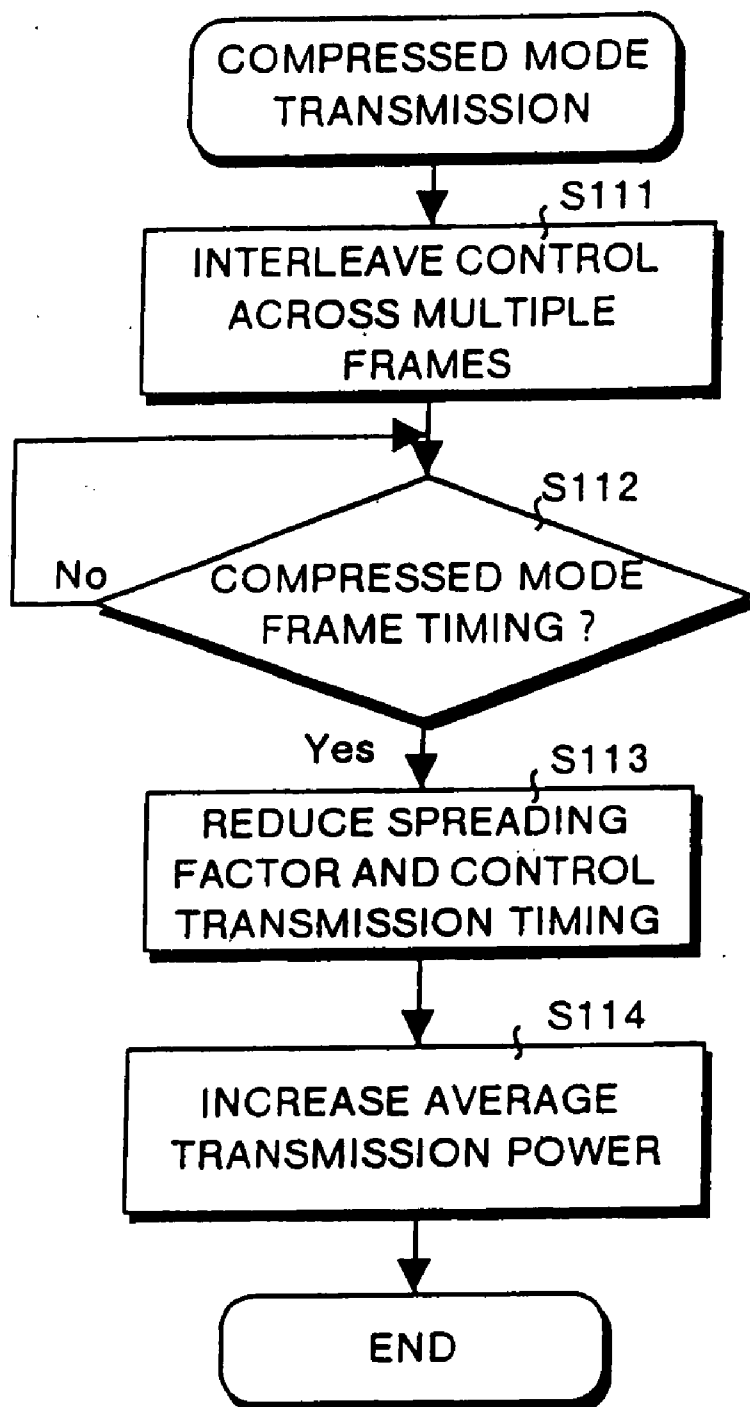 COMPRESSED MODE
TRANSMISSION
S111
INTERLEAVE CONTROL
ACROSS MULTIPLE
FRAMES
S112
COMPRESSED MODE
FRAME TIMING ?
No
Yes
S113
REDUCE SPREADING
FACTOR AND CONTROL
TRANSMISSION TIMING
S114
INCREASE AVERAGE
TRANSMISSION POWER
END